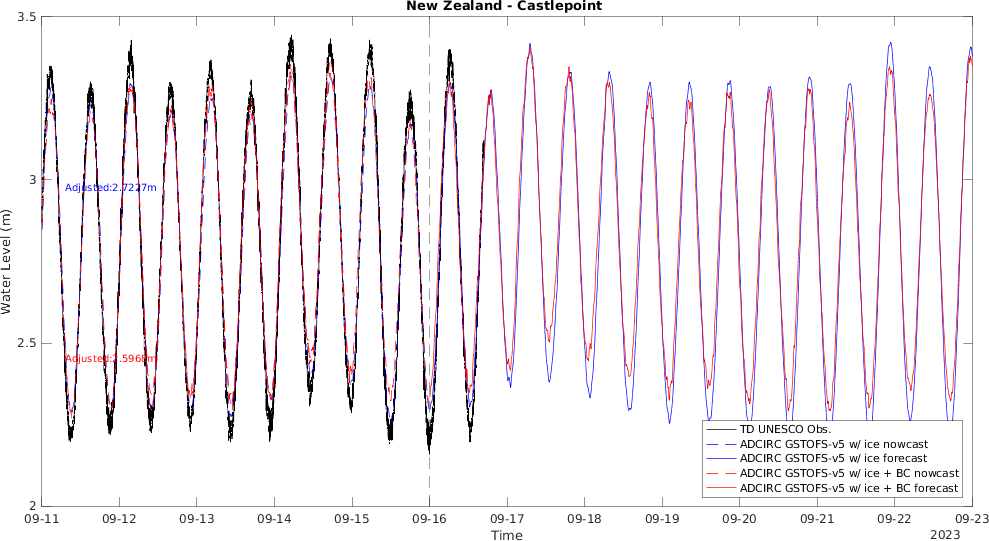 New Zealand - Castlepoint
3.5
3
2.5
2
Water Level (m)
Adjusted:2.7227m
Adjusted:2.5968m
TD UNESCO Obs.
ADCIRC GSTOFS-v5 w/ ice nowcast
ADCIRC GSTOFS-v5 w/ ice forecast
ADCIRC GSTOFS-v5 w/ ice + BC nowcast
ADCIRC GSTOFS-v5 w/ ice + BC forecast
09-11 09-12 09-13 09-14 09-15 09-16 09-17 09-18 09-19 09-20 09-21 09-22 09-23
Time
2023